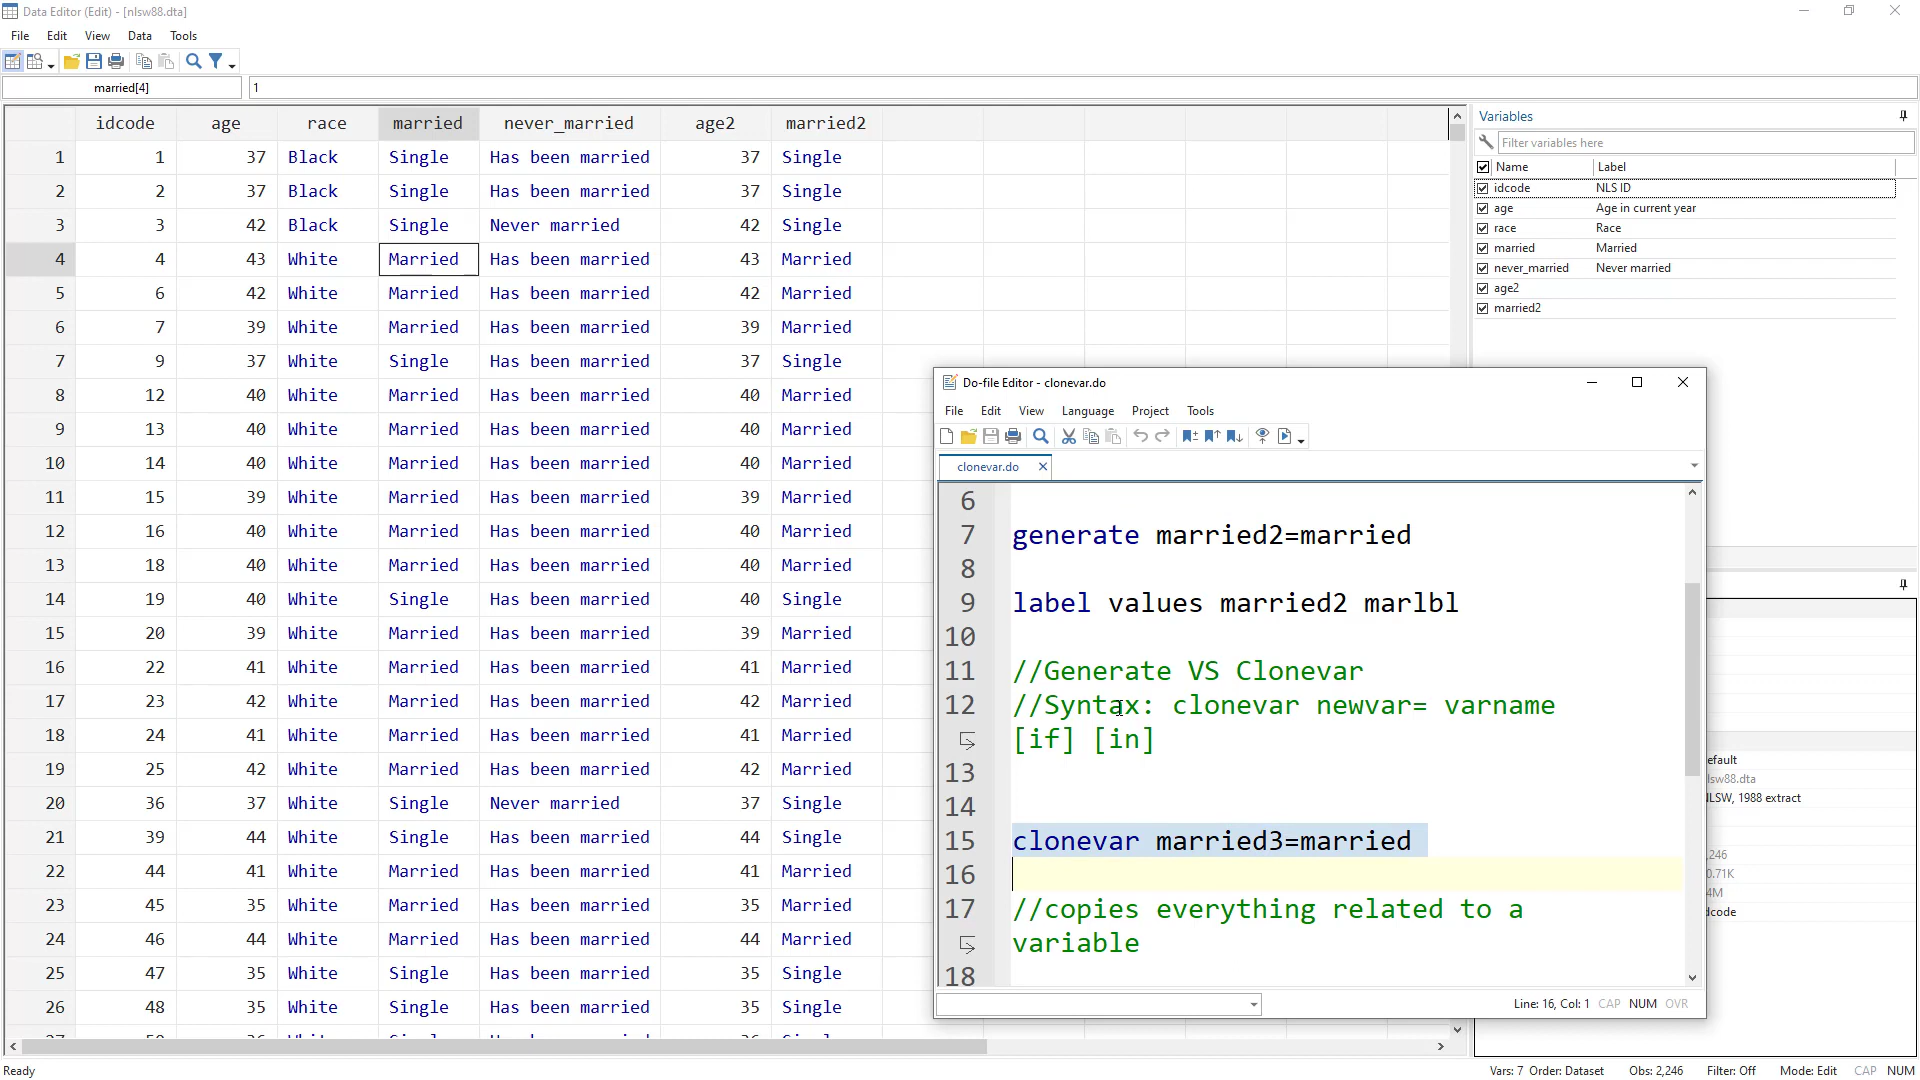 Data Editor (Edit) - [nlsw88.dta]
File Edit View Data Tools
married[4] 1
idcode age race married never_married age2 married2
1 1 37 Black Single Has been married 37 Single
2 2 37 Black Single Has been married 37 Single
3 3 42 Black Single Never married 42 Single
4 4 43 White Married Has been married 43 Married
5 6 42 White Married Has been married 42 Married
6 7 39 White Married Has been married 39 Married
7 9 37 White Single Has been married 37 Single
8 12 40 White Married Has been married 40 Married
9 13 40 White Married Has been married 40 Married
10 14 40 White Married Has been married 40 Married
11 15 39 White Married Has been married 39 Married
12 16 40 White Married Has been married 40 Married
13 18 40 White Married Has been married 40 Married
14 19 40 White Single Has been married 40 Single
15 20 39 White Married Has been married 39 Married
16 22 41 White Married Has been married 41 Married
17 23 42 White Married Has been married 42 Married
18 24 41 White Married Has been married 41 Married
19 25 42 White Married Has been married 42 Married
20 36 37 White Single Never married 37 Single
21 39 44 White Single Has been married 44 Single
22 44 41 White Married Has been married 41 Married
23 45 35 White Married Has been married 35 Married
24 46 44 White Married Has been married 44 Married
25 47 35 White Single Has been married 35 Single
26 48 35 White Single Has been married 35 Single
Variables
Filter variables here
Name Label
idcode NLS ID
age Age in current year
race Race
married Married
never_married Never married
age2
married2
Do-file Editor - clonevar.do
File Edit View Language Project Tools
clonevar.do
6
7 generate married2=married
8
9 label values married2 marlbl
10
11 //Generate VS Clonevar
12 //Syntax: clonevar newvar= varname
[if] [in]
13
14
15 clonevar married3=married
16
17 //copies everything related to a
variable
18
Line: 16, Col: 1 CAP NUM OVR
efault
lsw88.dta
LSW, 1988 extract
,246
0.71K
4M
dcode
Ready Vars: 7 Order: Dataset Obs: 2,246 Filter: Off Mode: Edit CAP NUM